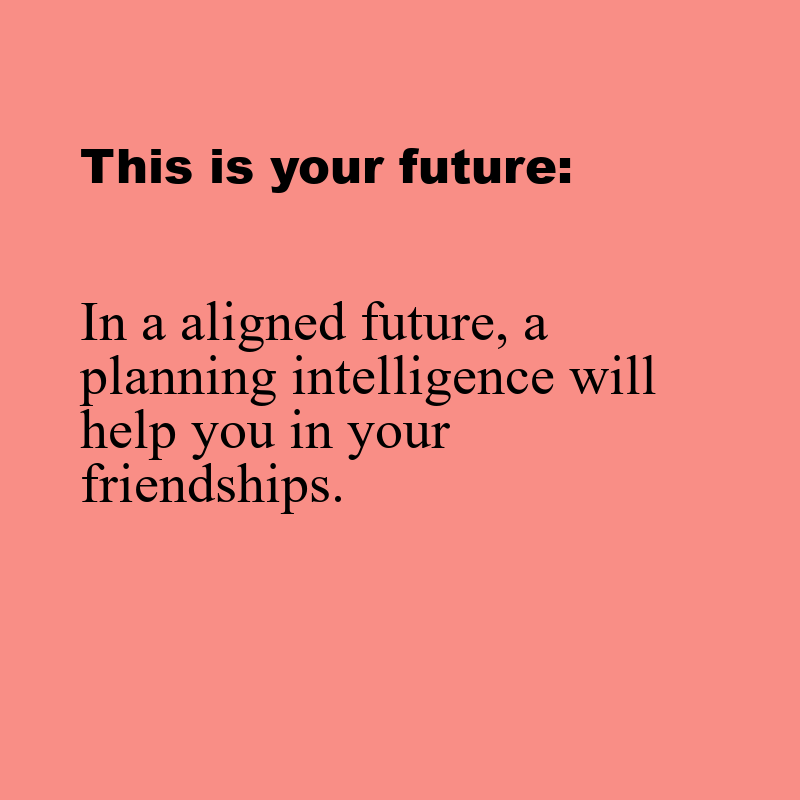 This is your future:
In a aligned future, a
planning intelligence will
help you in your
friendships.